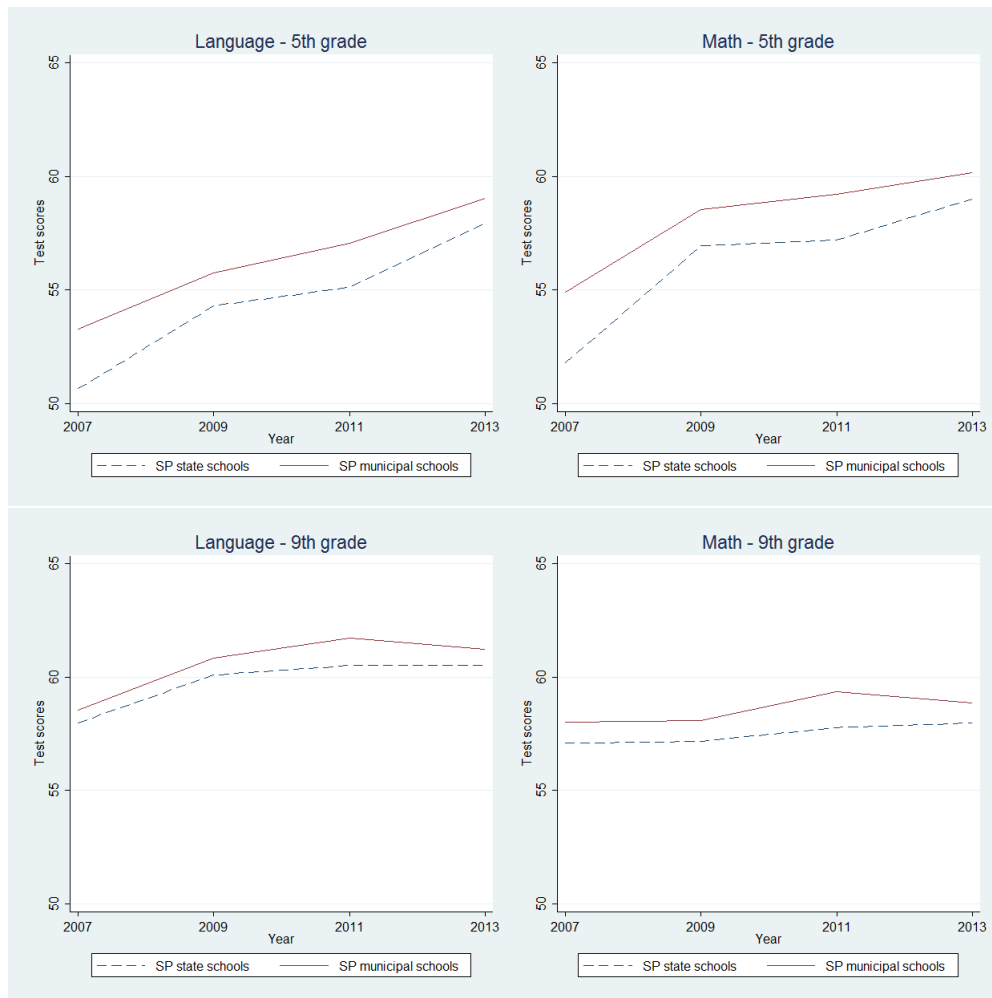 Language - 5th grade
Test scores
65
60
55
50
2007 2009 2011 2013
Year
SP state schools SP municipal schools
Math - 5th grade
Test scores
65
60
55
50
2007 2009 2011 2013
Year
SP state schools SP municipal schools
Language - 9th grade
Test scores
65
60
55
50
2007 2009 2011 2013
Year
SP state schools SP municipal schools
Math - 9th grade
Test scores
65
60
55
50
2007 2009 2011 2013
Year
SP state schools SP municipal schools